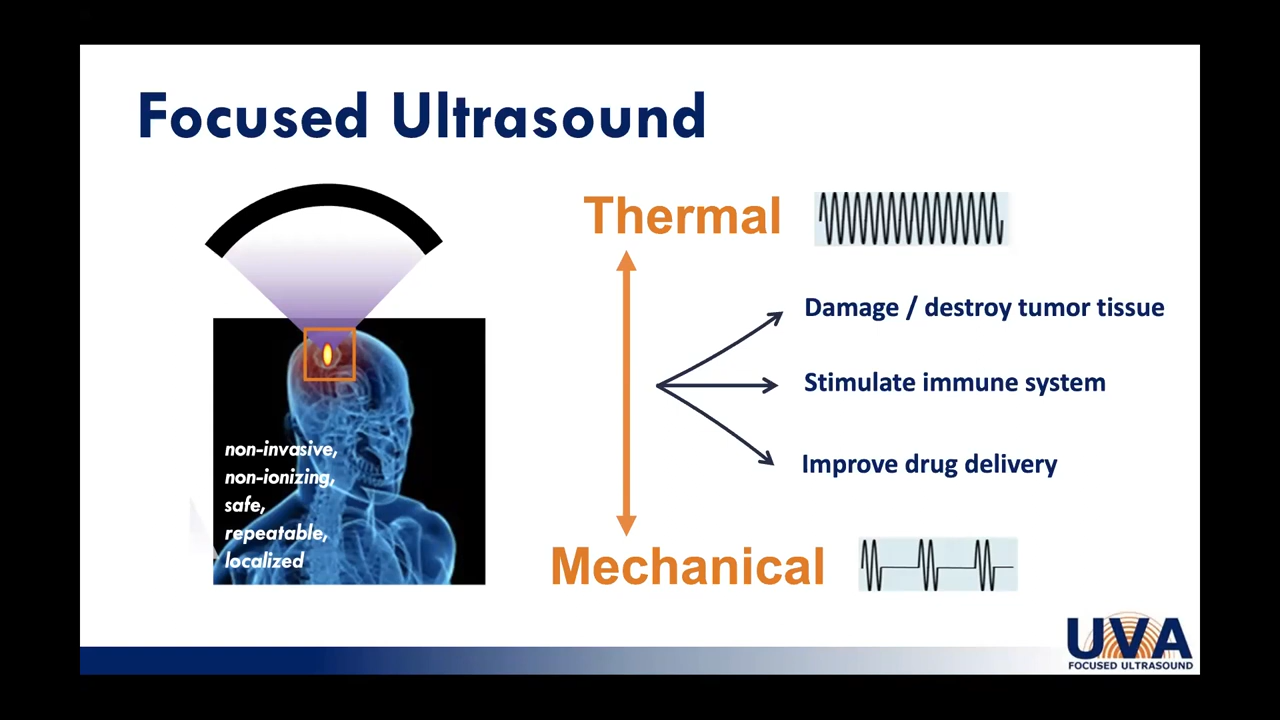 Focused Ultrasound
non-invasive,
non-ionizing,
safe,
repeatable,
localized
Thermal
Damage / destroy tumor tissue
Stimulate immune system
Improve drug delivery
Mechanical
UVA
FOCUSED ULTRASOUND